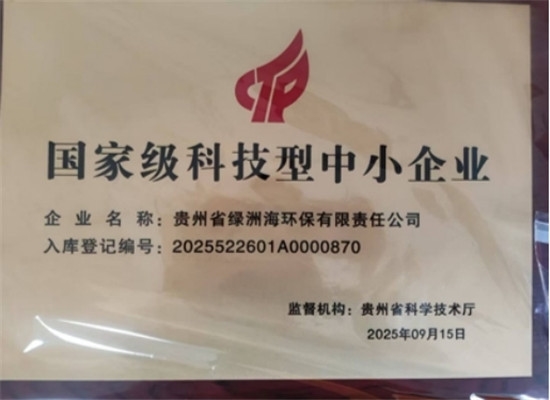 CTP
国家级科技型中小企业
企业名称：贵州省绿洲海环保有限责任公司
入库登记编号：2025522601A0000870
监督机构：贵州省科学技术厅
2025年09月15日